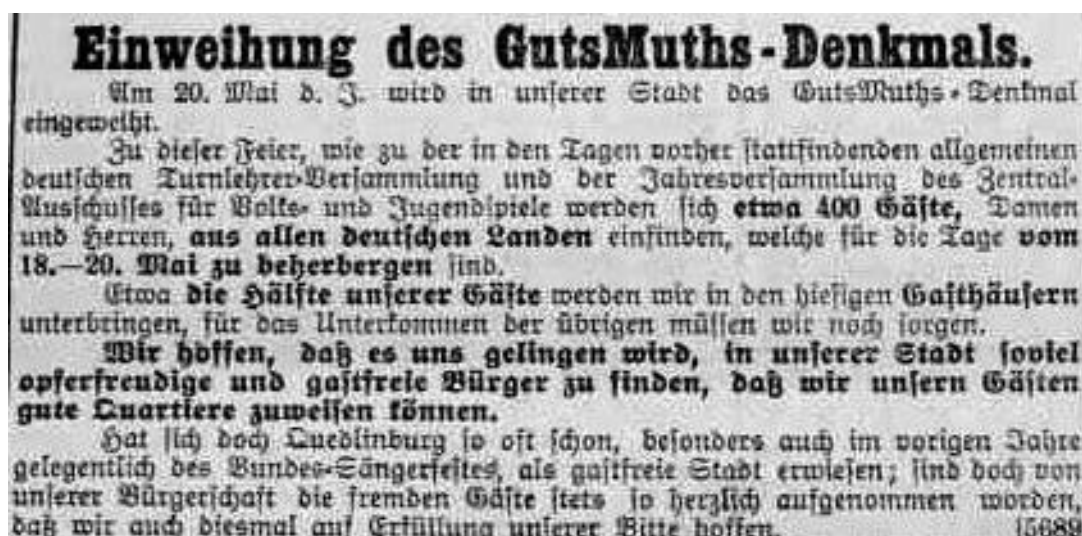 Einweihung des GutsMuths-Denkmals.
Am 20. Mai d. J. wird in unserer Stadt das GutsMuths-Denkmal
eingeweiht.
Zu dieser Feier, wie zu der in den Tagen vorher stattfindenden allgemeinen
deutschen Turnlehrer-Versammlung und der Jahresversammlung des Zentral-
Ausschusses für Volks- und Jugendspiele werden sich etwa 400 Gäste, Damen
und Herren, aus allen deutschen Landen einfinden, welche für die Tage vom
18.—20. Mai zu beherbergen sind.
Etwa die Hälfte unserer Gäste werden wir in den hiesigen Gasthäusern
unterbringen, für das Unterkommen der übrigen müssen wir noch sorgen.
Wir hoffen, daß es uns gelingen wird, in unserer Stadt soviel
opferfreudige und gastfreie Bürger zu finden, daß wir unsern Gästen
gute Quartiere zuweisen können.
Hat sich doch Quedlinburg so oft schon, besonders auch im vorigen Jahre
gelegentlich des Bundes-Sängerfestes, als gastfreie Stadt erwiesen; sind doch von
unserer Bürgerschaft die fremden Gäste stets so herzlich aufgenommen worden,
daß wir auch diesmal auf Erfüllung unserer Bitte hoffen. [5689